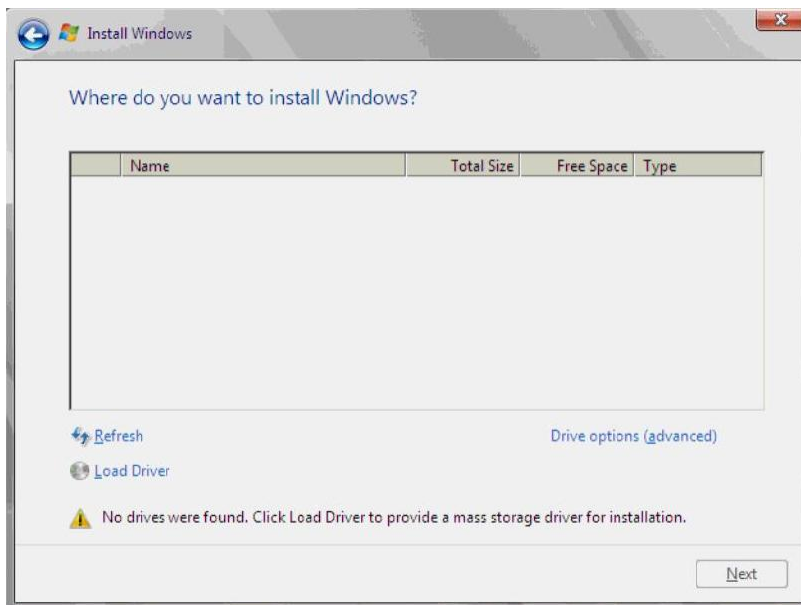 Install Windows
Where do you want to install Windows?
Name Total Size Free Space Type
Refresh Drive options (advanced)
Load Driver
No drives were found. Click Load Driver to provide a mass storage driver for installation.
Next